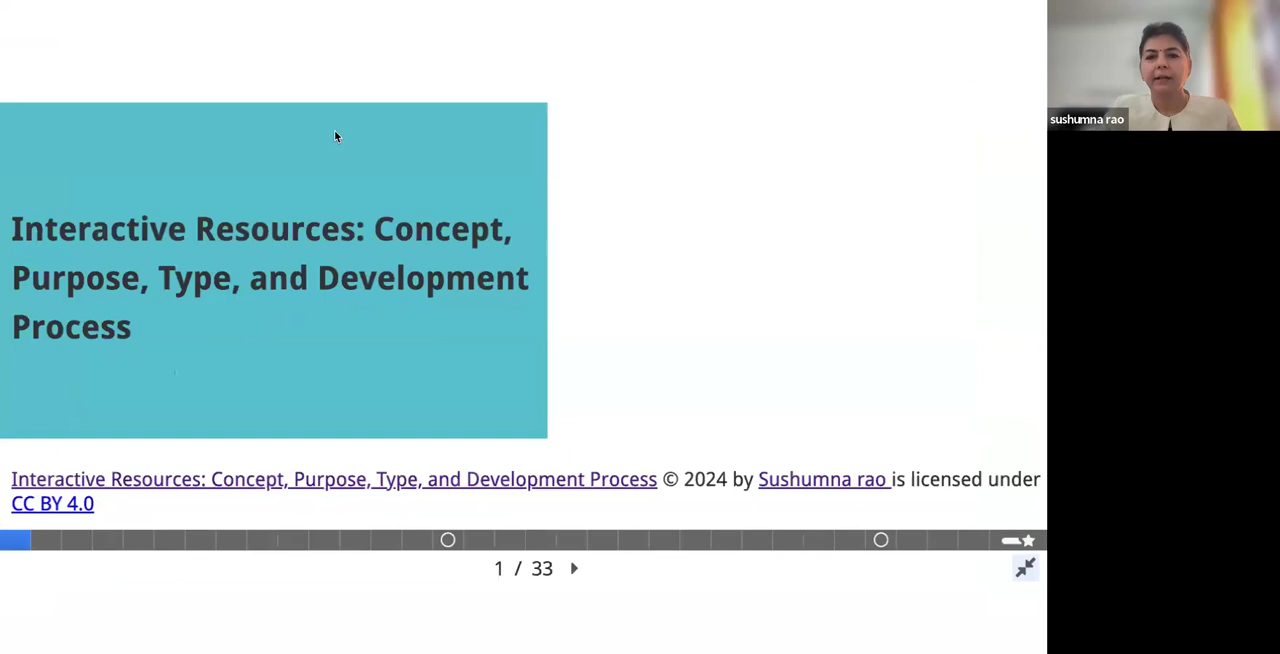 Interactive Resources: Concept,
Purpose, Type, and Development
Process
Interactive Resources: Concept, Purpose, Type, and Development Process © 2024 by Sushumna rao is licensed under
CC BY 4.0
1 / 33
sushumna rao